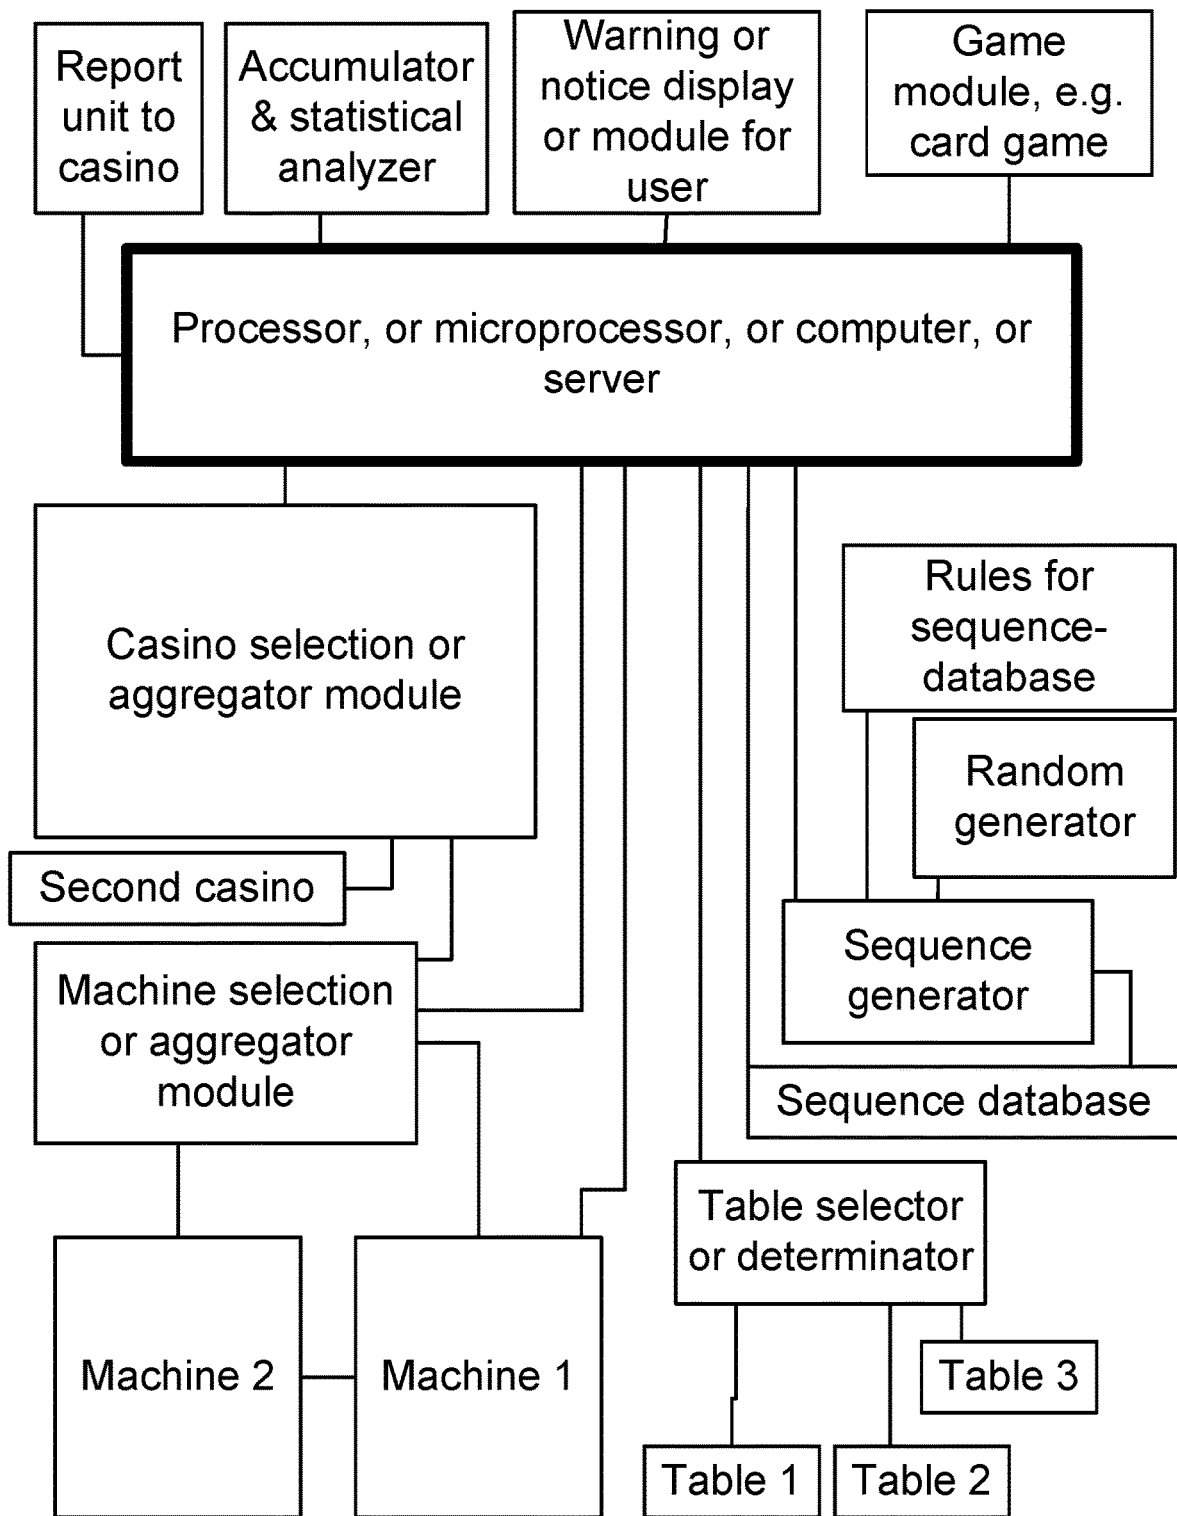 Report
unit to
casino
Accumulator
& statistical
analyzer
Warning or
notice display
or module for
user
Game
module, e.g.
card game
Processor, or microprocessor, or computer, or
server
Casino selection or
aggregator module
Rules for
sequence-
database
Random
generator
Second casino
Sequence
generator
Machine selection
or aggregator
module
Sequence database
Table selector
or determinator
Machine 2
Machine 1
Table 3
Table 1
Table 2